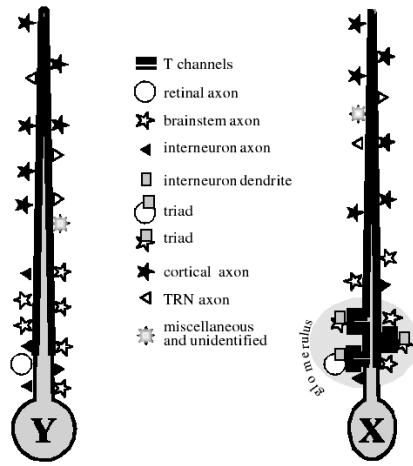 T channels
retinal axon
brainstem axon
interneuron axon
interneuron dendrite
triad
triad
cortical axon
TRN axon
miscellaneous
and unidentified
glomerulus
Y
X